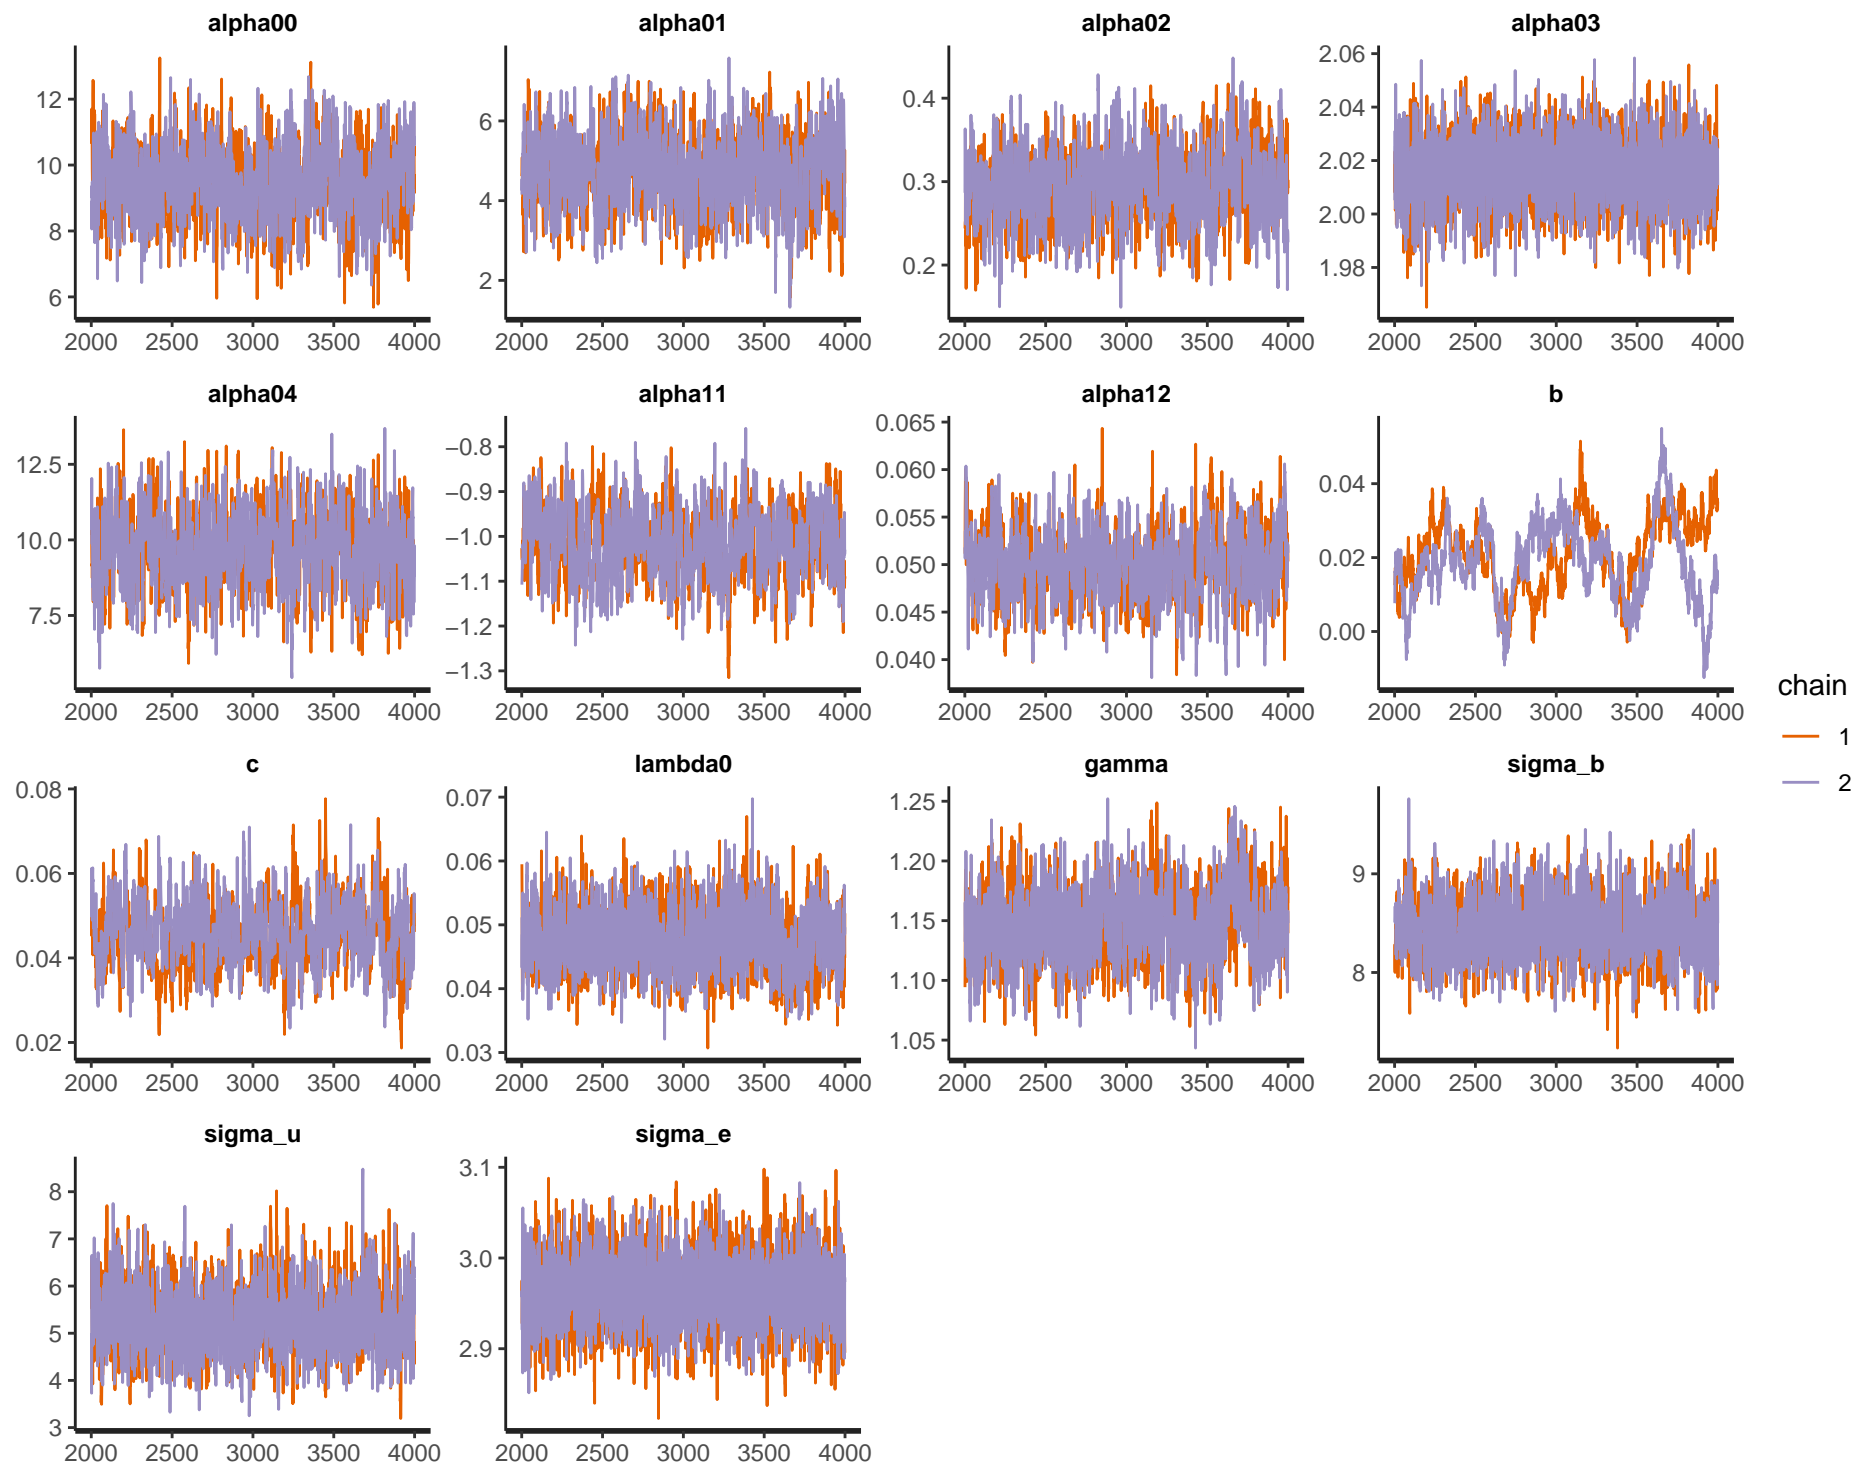 alpha00 alpha01 alpha02 alpha03
12 10 8 6
6 4 2
0.4 0.3 0.2
2.06 2.04 2.02 2.00 1.98
2000 2500 3000 3500 4000 2000 2500 3000 3500 4000 2000 2500 3000 3500 4000 2000 2500 3000 3500 4000
alpha04 alpha11 alpha12 b
12.5 10.0 7.5
−0.8 −0.9 −1.0 −1.1 −1.2 −1.3
0.065 0.060 0.055 0.050 0.045 0.040
0.04 0.02 0.00
2000 2500 3000 3500 4000 2000 2500 3000 3500 4000 2000 2500 3000 3500 4000 2000 2500 3000 3500 4000
c lambda0 gamma sigma_b
0.08 0.06 0.04 0.02
0.07 0.06 0.05 0.04 0.03
1.25 1.20 1.15 1.10 1.05
9 8
2000 2500 3000 3500 4000 2000 2500 3000 3500 4000 2000 2500 3000 3500 4000 2000 2500 3000 3500 4000
sigma_u sigma_e
8 7 6 5 4 3
3.1 3.0 2.9
2000 2500 3000 3500 4000 2000 2500 3000 3500 4000
chain
1
2